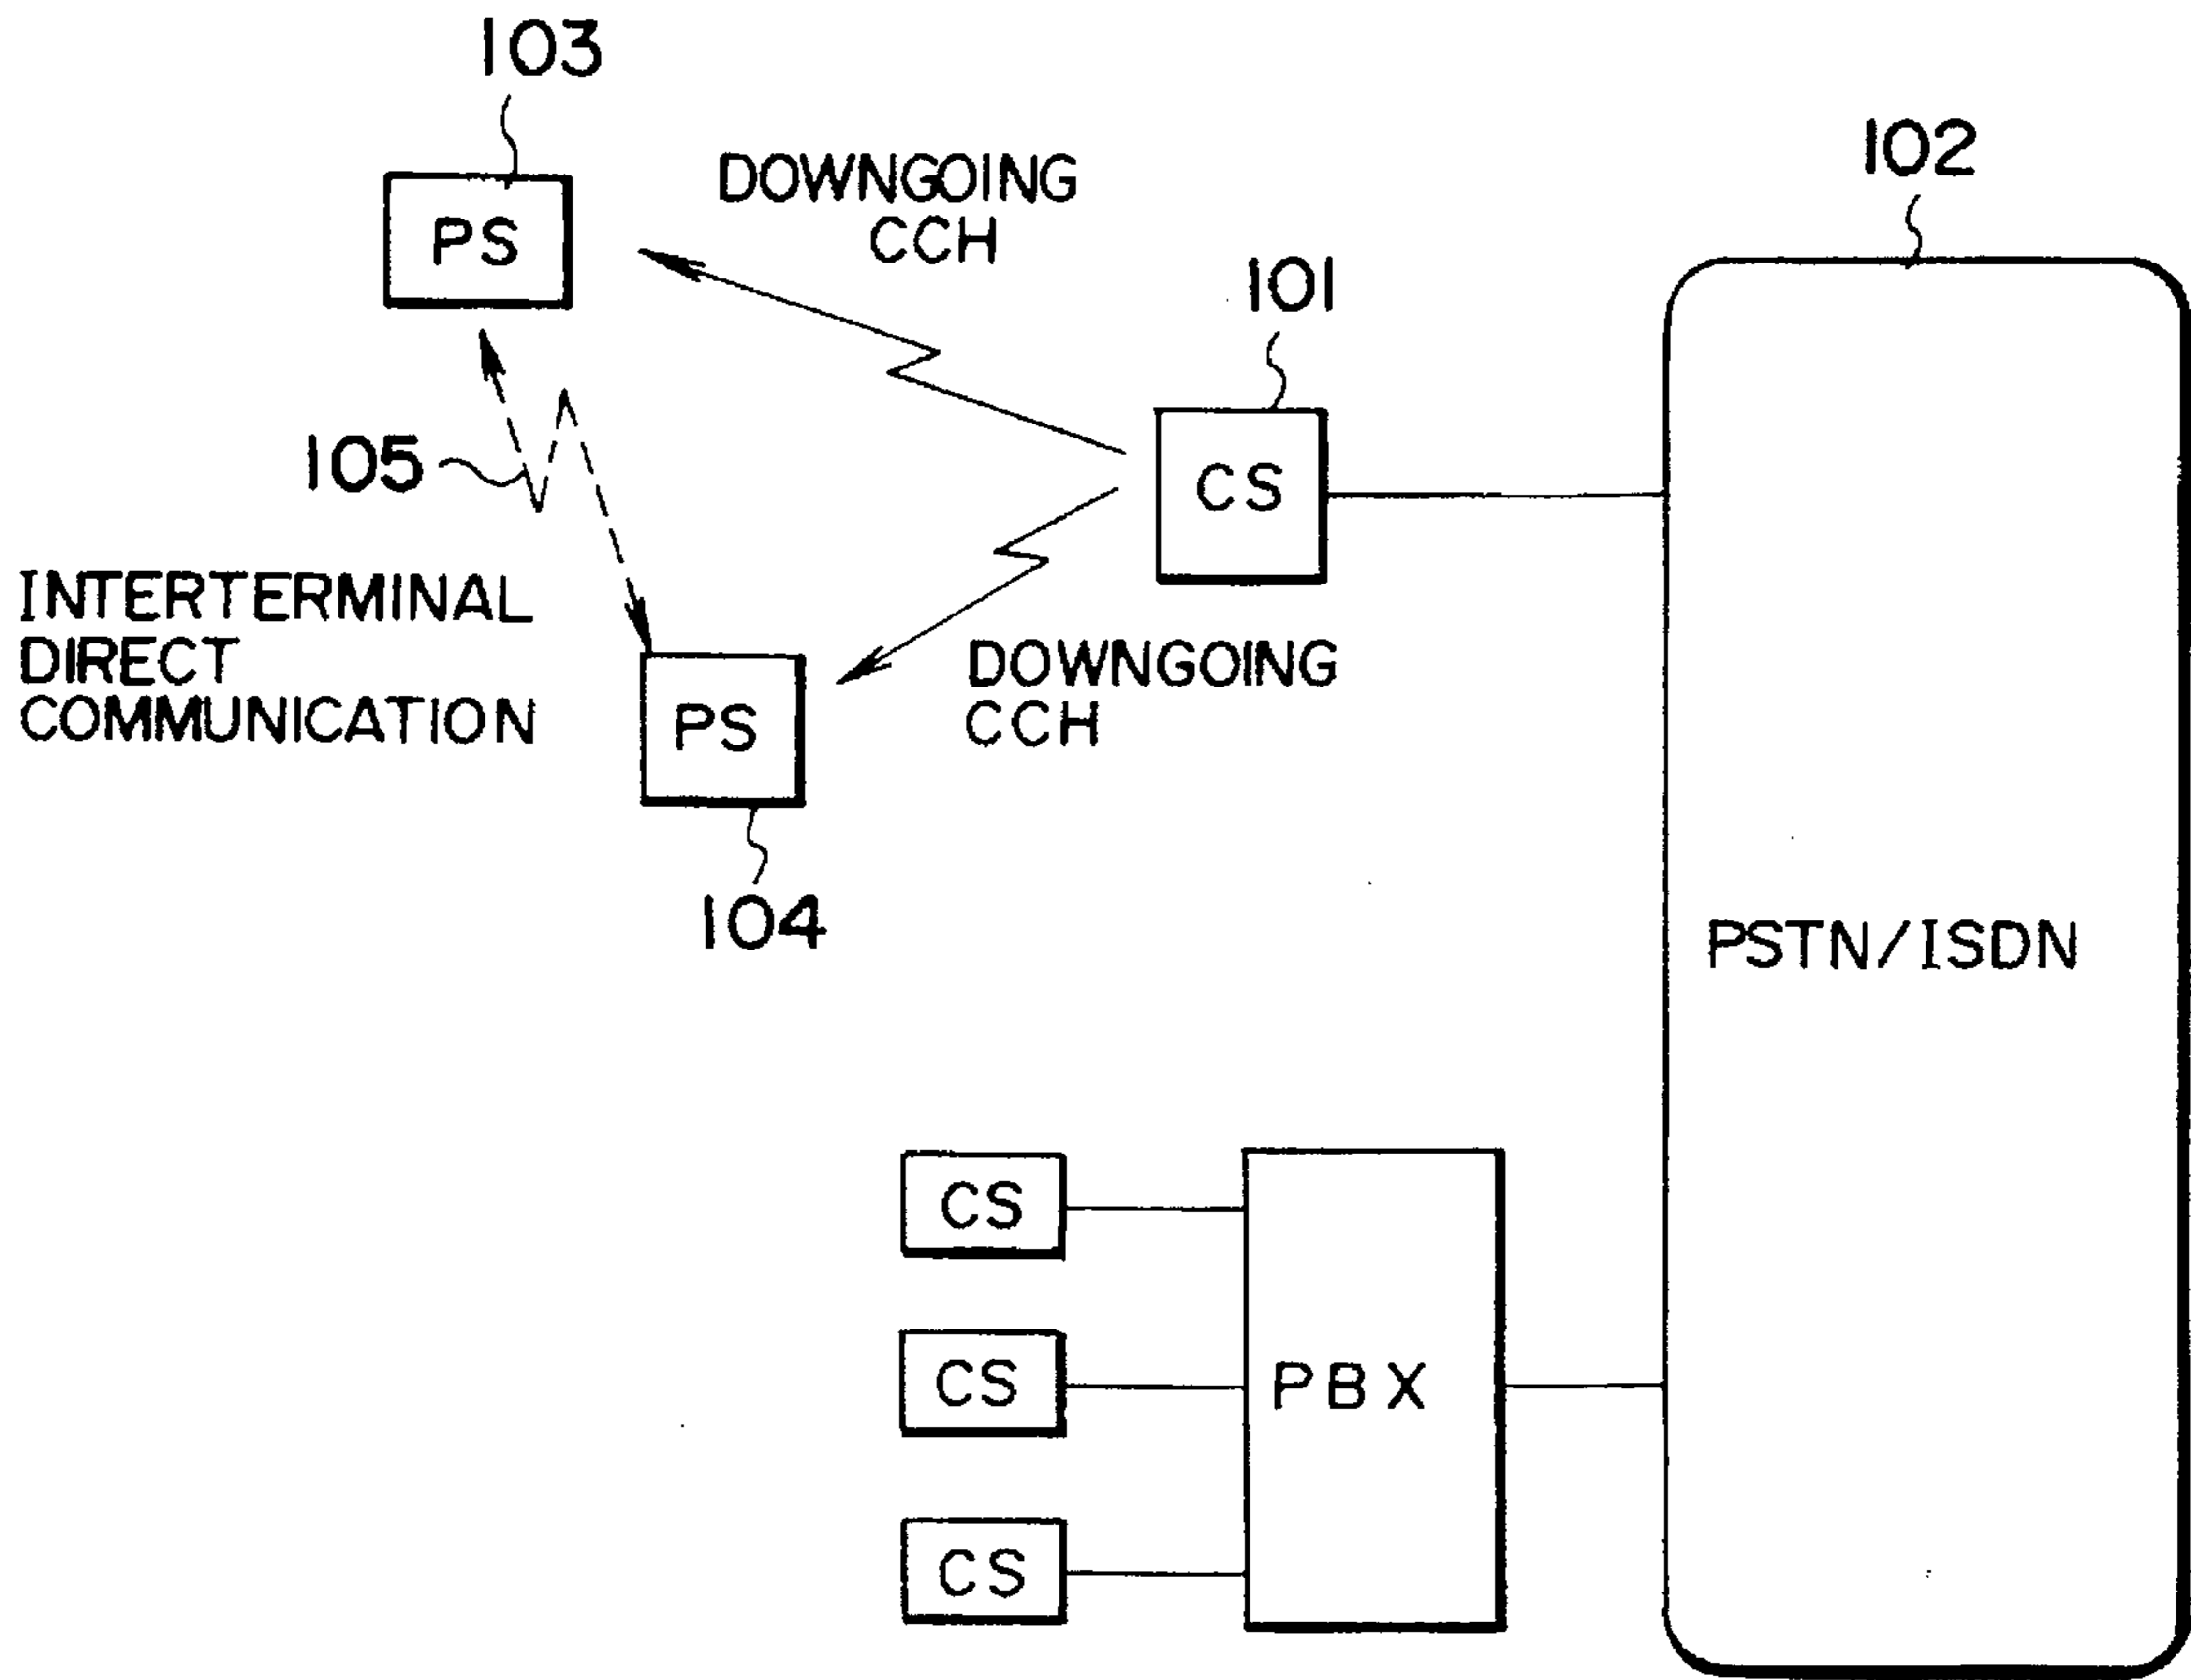 103
DOWNGOING
CCH
102
PS
101
105
CS
INTERTERMINAL
DIRECT
COMMUNICATION
DOWNGOING
CCH
PS
104
PSTN/ISDN
CS
CS
PBX
CS